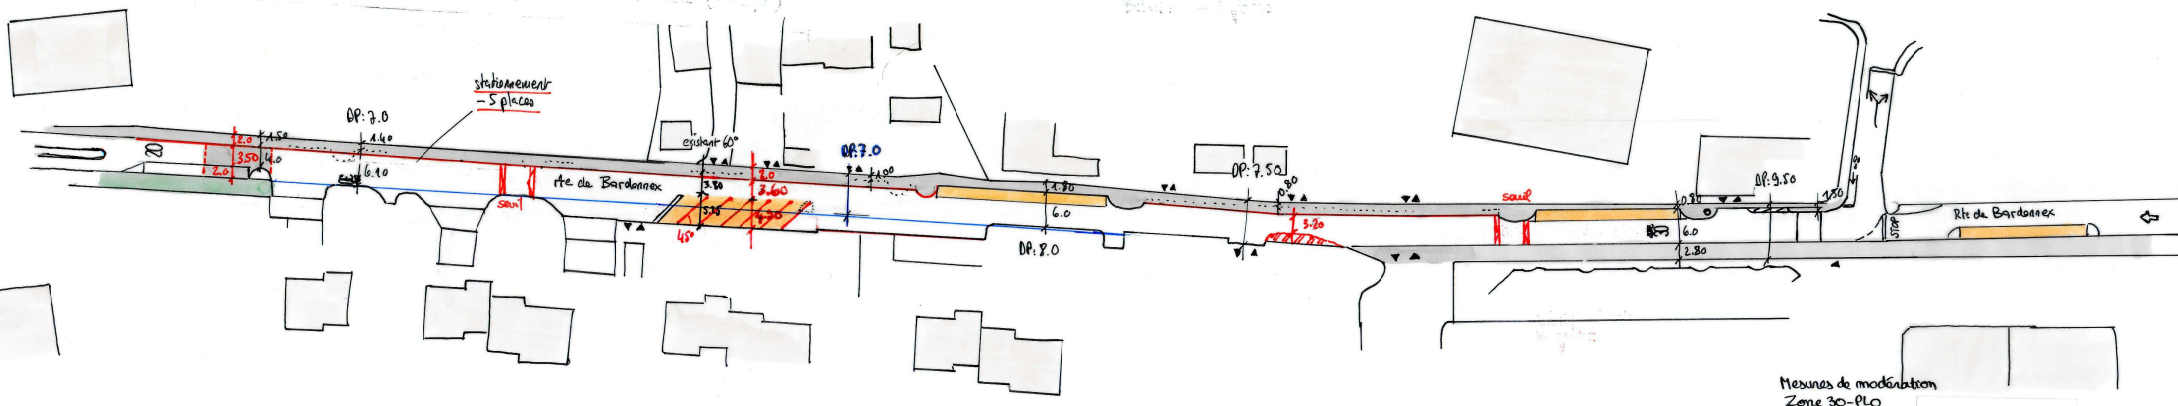 stationnement
- 5 places
DP: 7.0
2.0
1.50
3.50
4.0
2.0
1.40
6.10
seuil
Rte de Bardonnex
existant 60°
3.80
5.25
45°
2.0
3.600
4.30
DP: 7.0
1.00
1.80
6.0
DP: 8.0
DP: 7.50
0.80
3.20
seuil
0.80
6.0
2.80
DP: 9.50
1.50
STOP
Rte de Bardonnex
Mesures de modération
Zone 30-PLO